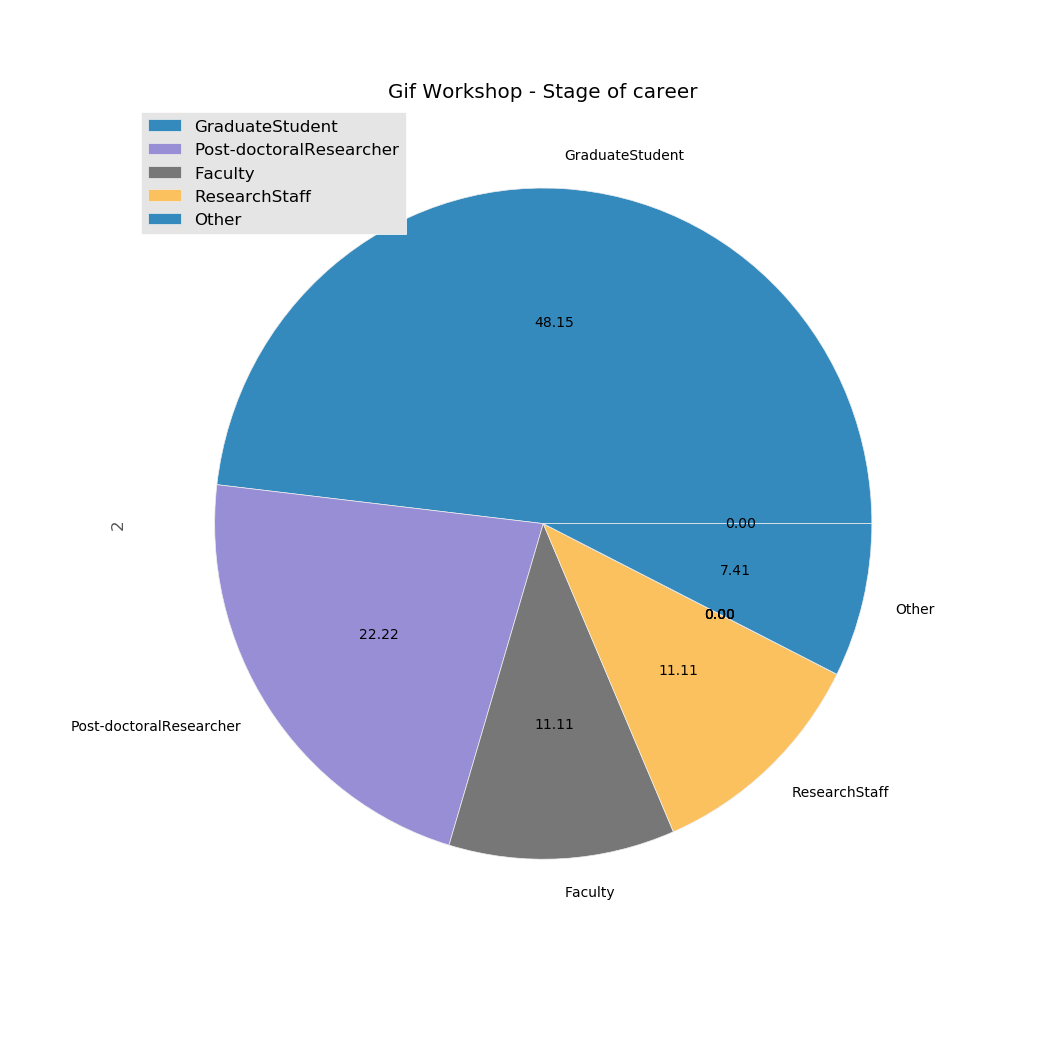 Gif Workshop - Stage of career
GraduateStudent
Post-doctoralResearcher
Faculty
ResearchStaff
Other
GraduateStudent
48.15
2
0.00
7.41
Other
0.00
22.22
11.11
11.11
Post-doctoralResearcher
ResearchStaff
Faculty